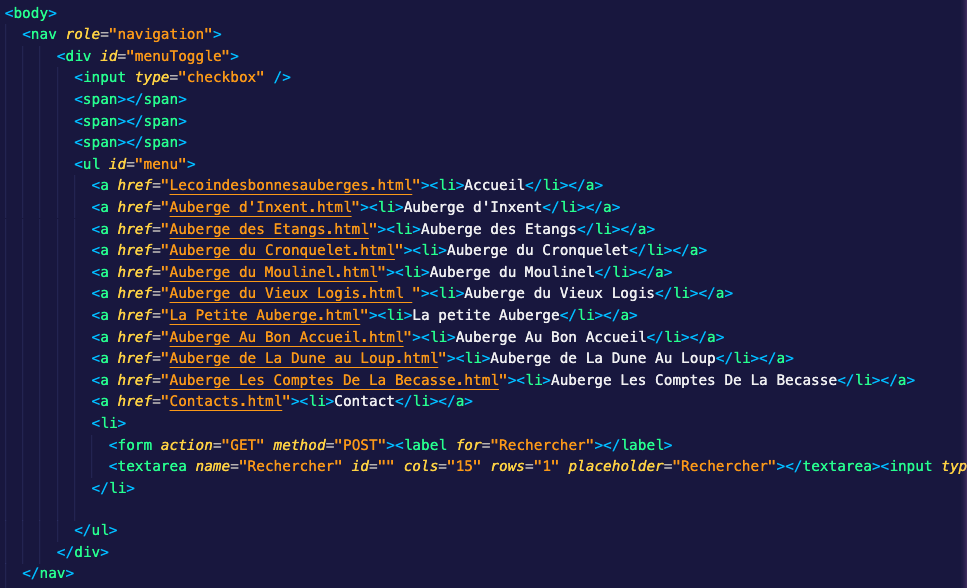 <body>
<nav role="navigation">
<div id="menuToggle">
<input type="checkbox" />
<span></span>
<span></span>
<span></span>
<ul id="menu">
<a href="Lecoindesbonnesauberges.html"><li>Accueil</li></a>
<a href="Auberge d'Inxent.html"><li>Auberge d'Inxent</li></a>
<a href="Auberge des Etangs.html"><li>Auberge des Etangs</li></a>
<a href="Auberge du Cronquelet.html"><li>Auberge du Cronquelet</li></a>
<a href="Auberge du Moulinel.html"><li>Auberge du Moulinel</li></a>
<a href="Auberge du Vieux Logis.html "><li>Auberge du Vieux Logis</li></a>
<a href="La Petite Auberge.html"><li>La petite Auberge</li></a>
<a href="Auberge Au Bon Accueil.html"><li>Auberge Au Bon Accueil</li></a>
<a href="Auberge de La Dune au Loup.html"><li>Auberge de La Dune Au Loup</li></a>
<a href="Auberge Les Comptes De La Becasse.html"><li>Auberge Les Comptes De La Becasse</li></a>
<a href="Contacts.html"><li>Contact</li></a>
<li>
<form action="GET" method="POST"><label for="Rechercher"></label>
<textarea name="Rechercher" id="" cols="15" rows="1" placeholder="Rechercher"></textarea><input typ
</li>
</ul>
</div>
</nav>